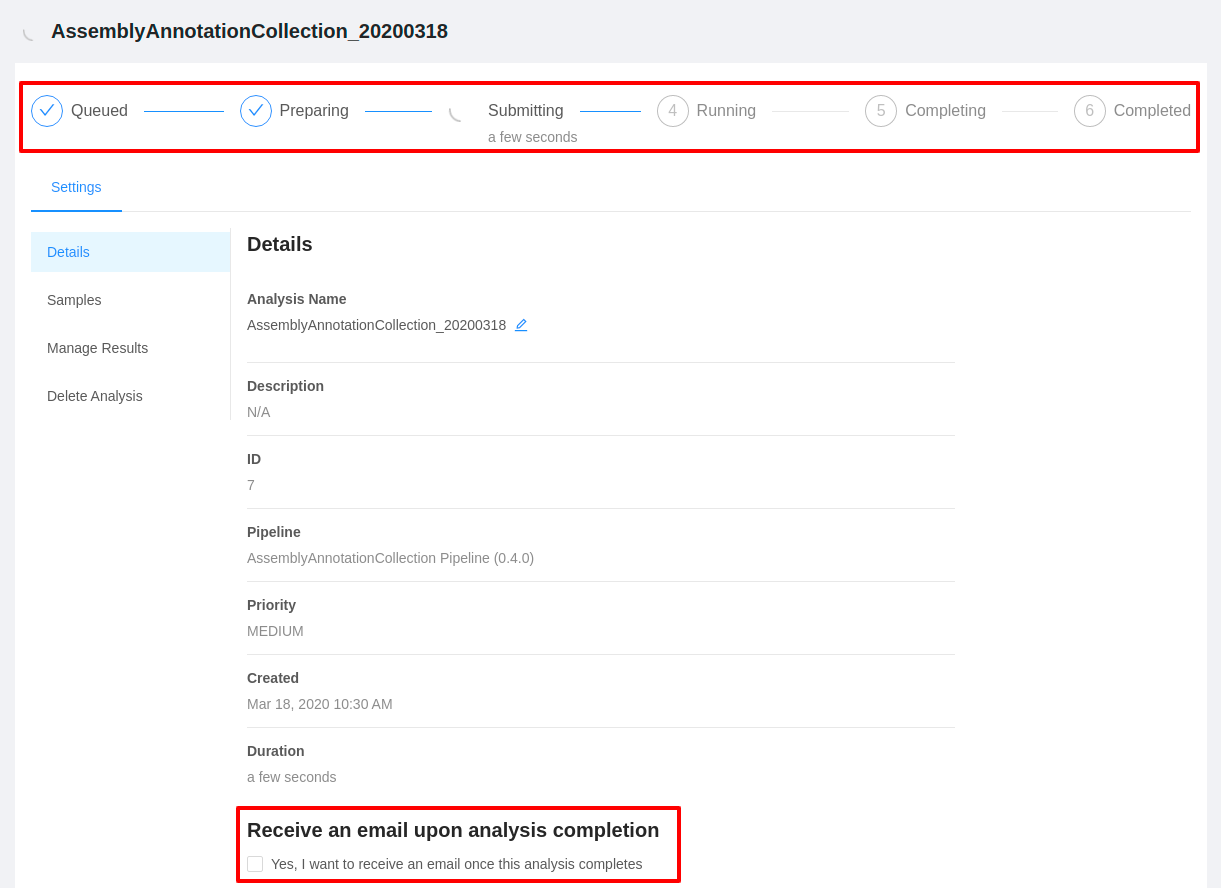 AssemblyAnnotationCollection_20200318
Queued Preparing Submitting 4 Running 5 Completing 6 Completed
a few seconds
Settings
Details
Samples
Manage Results
Delete Analysis
Details
Analysis Name
AssemblyAnnotationCollection_20200318
Description
N/A
ID
7
Pipeline
AssemblyAnnotationCollection Pipeline (0.4.0)
Priority
MEDIUM
Created
Mar 18, 2020 10:30 AM
Duration
a few seconds
Receive an email upon analysis completion
Yes, I want to receive an email once this analysis completes